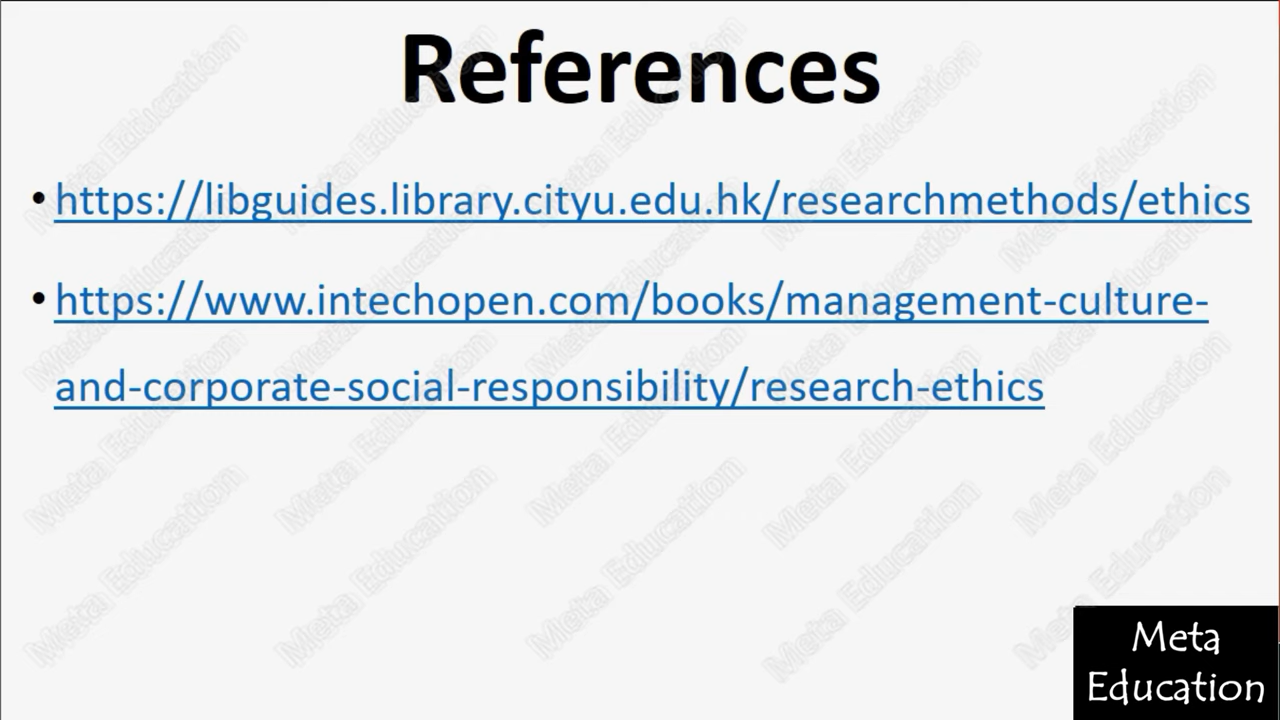 References
• https://libguides.library.cityu.edu.hk/researchmethods/ethics
• https://www.intechopen.com/books/management-culture-
and-corporate-social-responsibility/research-ethics
Meta
Education